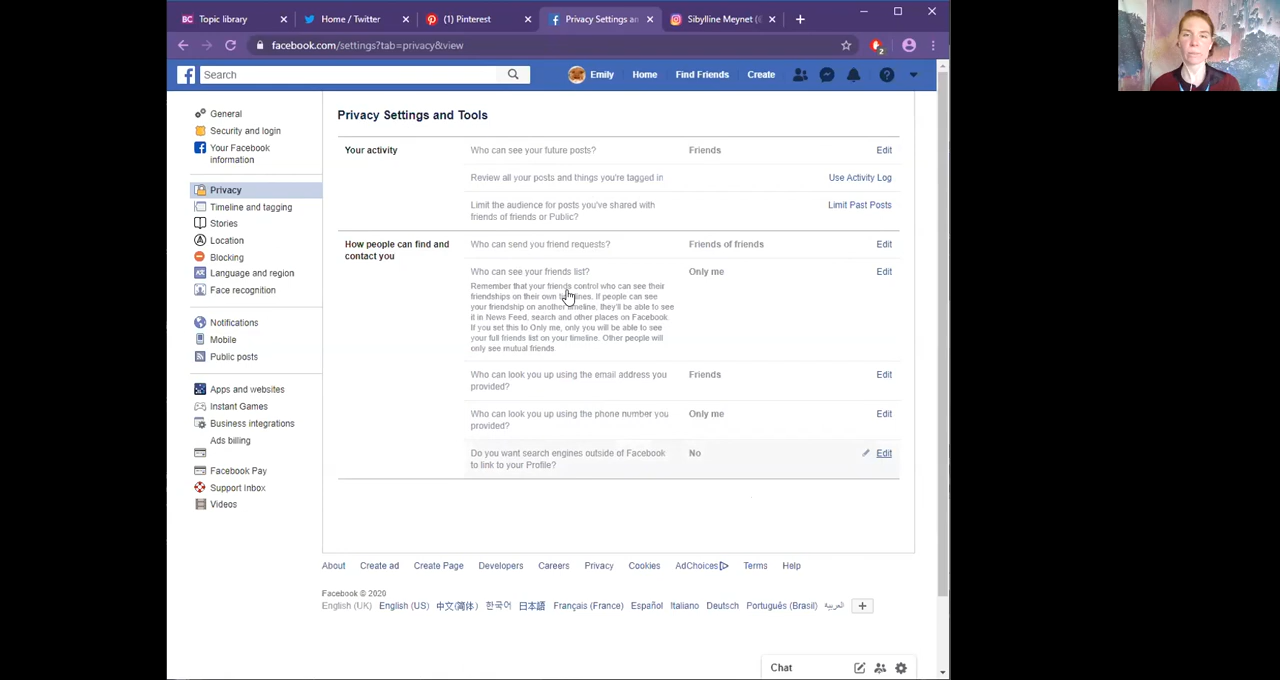 Topic library
Home / Twitter
(1) Pinterest
Privacy Settings an
Sibylline Meynet (
facebook.com/settings?tab=privacy&view
2
Search
Emily
Home
Find Friends
Create
General
Security and login
Your Facebook
information
Privacy
Timeline and tagging
Stories
Location
Blocking
Language and region
Face recognition
Notifications
Mobile
Public posts
Apps and websites
Instant Games
Business integrations
Ads billing
Facebook Pay
Support Inbox
Videos
Privacy Settings and Tools
Your activity
Who can see your future posts?
Friends
Edit
Review all your posts and things you're tagged in
Use Activity Log
Limit the audience for posts you've shared with
friends of friends or Public?
Limit Past Posts
How people can find and
contact you
Who can send you friend requests?
Friends of friends
Edit
Who can see your friends list?
Only me
Edit
Remember that your friends control who can see their
friendships on their own If people can see
your friendship on another timeline, they'll be able to see
it in News Feed, search and other places on Facebook.
If you set this to Only me, only you will be able to see
your full friends list on your timeline. Other people will
only see mutual friends.
Who can look you up using the email address you
provided?
Friends
Edit
Who can look you up using the phone number you
provided?
Only me
Edit
Do you want search engines outside of Facebook
to link to your Profile?
No
Edit
About Create ad Create Page Developers Careers Privacy Cookies AdChoices Terms Help
Facebook © 2020
English (UK) English (US) 中文(简体) 한국어 日本語 Français (France) Español Italiano Deutsch Português (Brasil) العربية
Chat